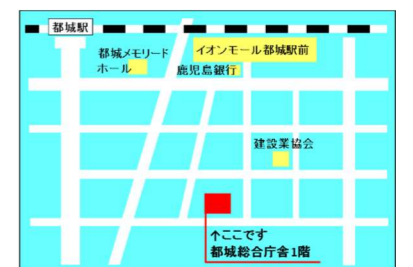 都城駅
都城メモリード
ホール
イオンモール都城駅前
鹿児島銀行
建設業協会
↑ここです
都城総合庁舎1階